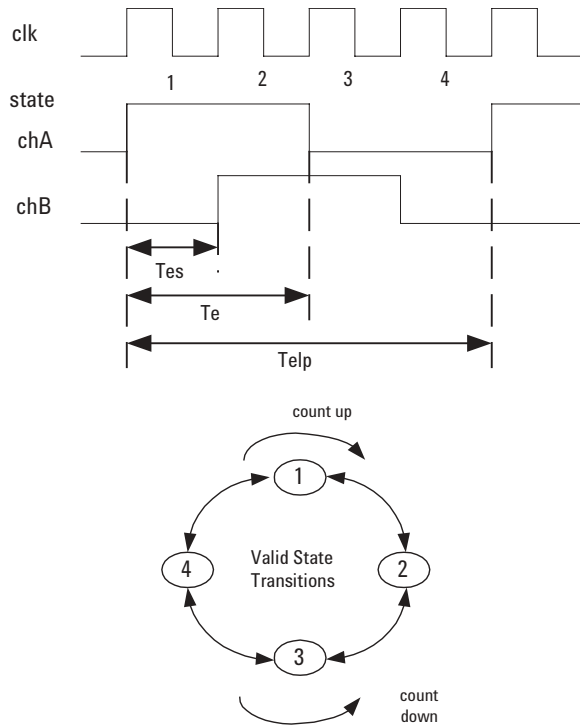 clk
1 2 3 4
state
chA
chB
Tes
Te
Telp
count up
1
4
Valid State
Transitions
2
3
count
down